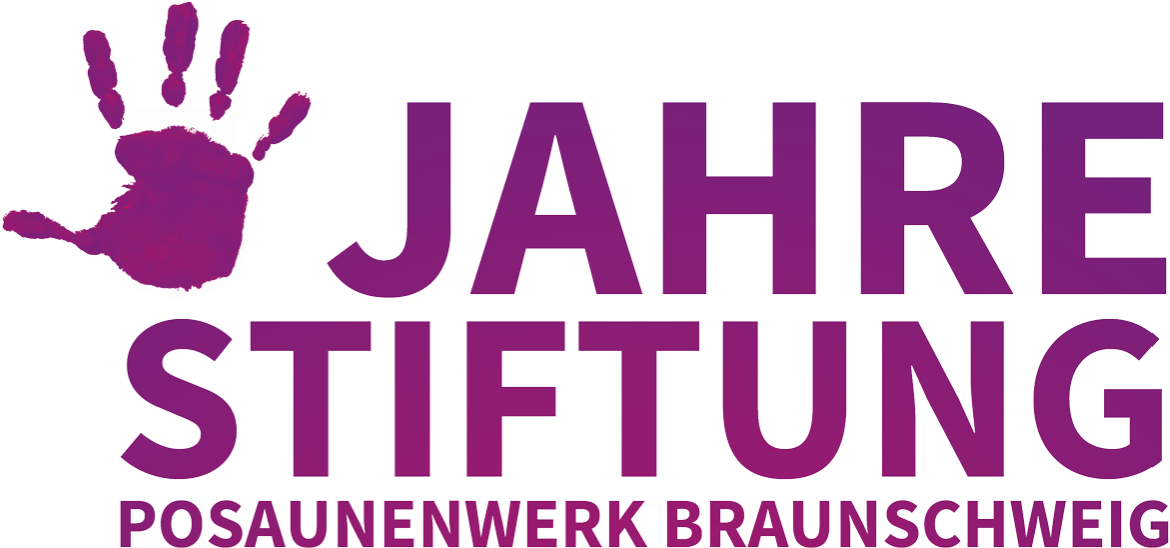 JAHRE
STIFTUNG
POSAUNENWERK BRAUNSCHWEIG